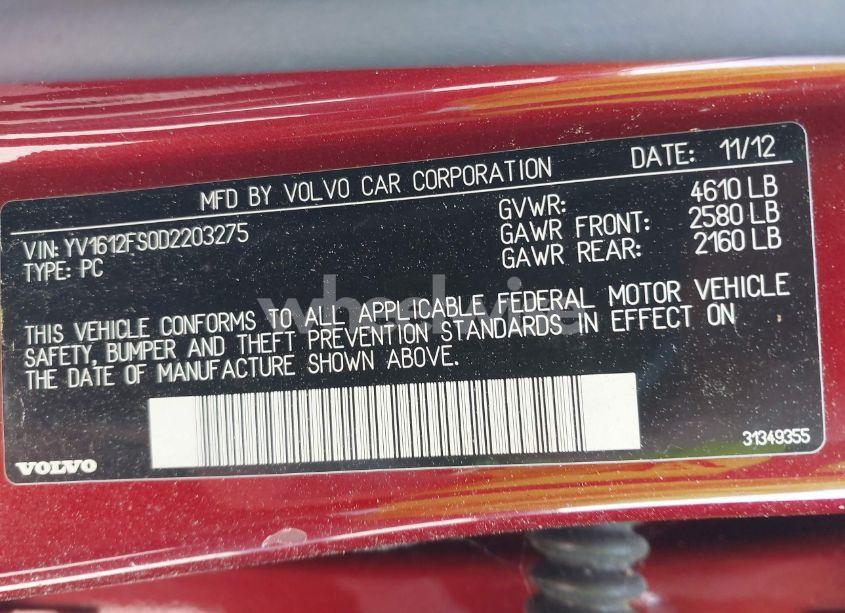 MFD BY VOLVO CAR CORPORATION DATE: 11/12
VIN: YV1612FS0D2203275 GVWR: 4610 LB
TYPE: PC GAWR FRONT: 2580 LB
GAWR REAR: 2160 LB
THIS VEHICLE CONFORMS TO ALL APPLICABLE FEDERAL MOTOR VEHICLE
SAFETY, BUMPER AND THEFT PREVENTION STANDARDS IN EFFECT ON
THE DATE OF MANUFACTURE SHOWN ABOVE.
31349355
VOLVO